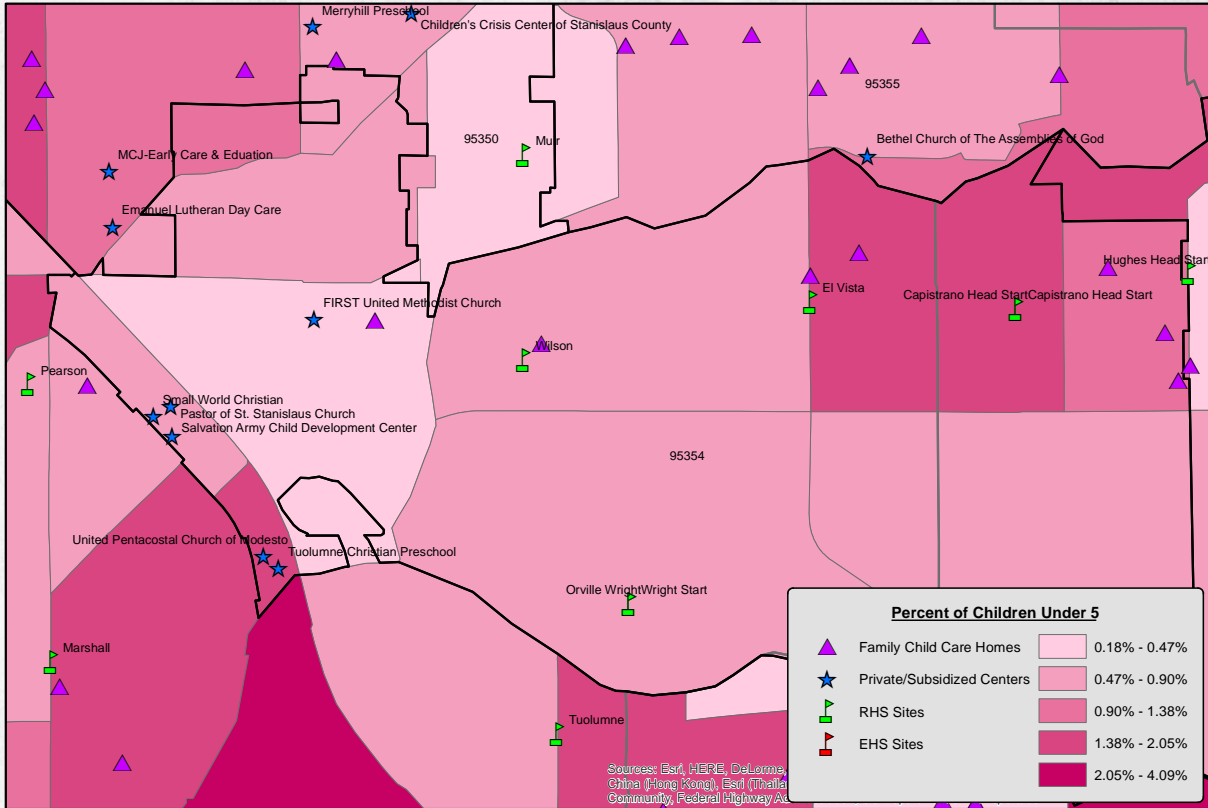 Merryhill Preschool
Children's Crisis Center of Stanislaus County
95355
95350
Muir
Bethel Church of The Assemblies of God
MCJ-Early Care & Eduation
Emanuel Lutheran Day Care
Hughes Head Start
El Vista
Capistrano Head StartCapistrano Head Start
FIRST United Methodist Church
Wilson
Pearson
Small World Christian
Pastor of St. Stanislaus Church
Salvation Army Child Development Center
95354
United Pentacostal Church of Modesto
Tuolumne Christian Preschool
Orville WrightWright Start
Marshall
Tuolumne
Percent of Children Under 5
Family Child Care Homes
Private/Subsidized Centers
RHS Sites
EHS Sites
0.18% - 0.47%
0.47% - 0.90%
0.90% - 1.38%
1.38% - 2.05%
2.05% - 4.09%
Sources: Esri, HERE, DeLorme,
China (Hong Kong), Esri
Community, Federal Highway